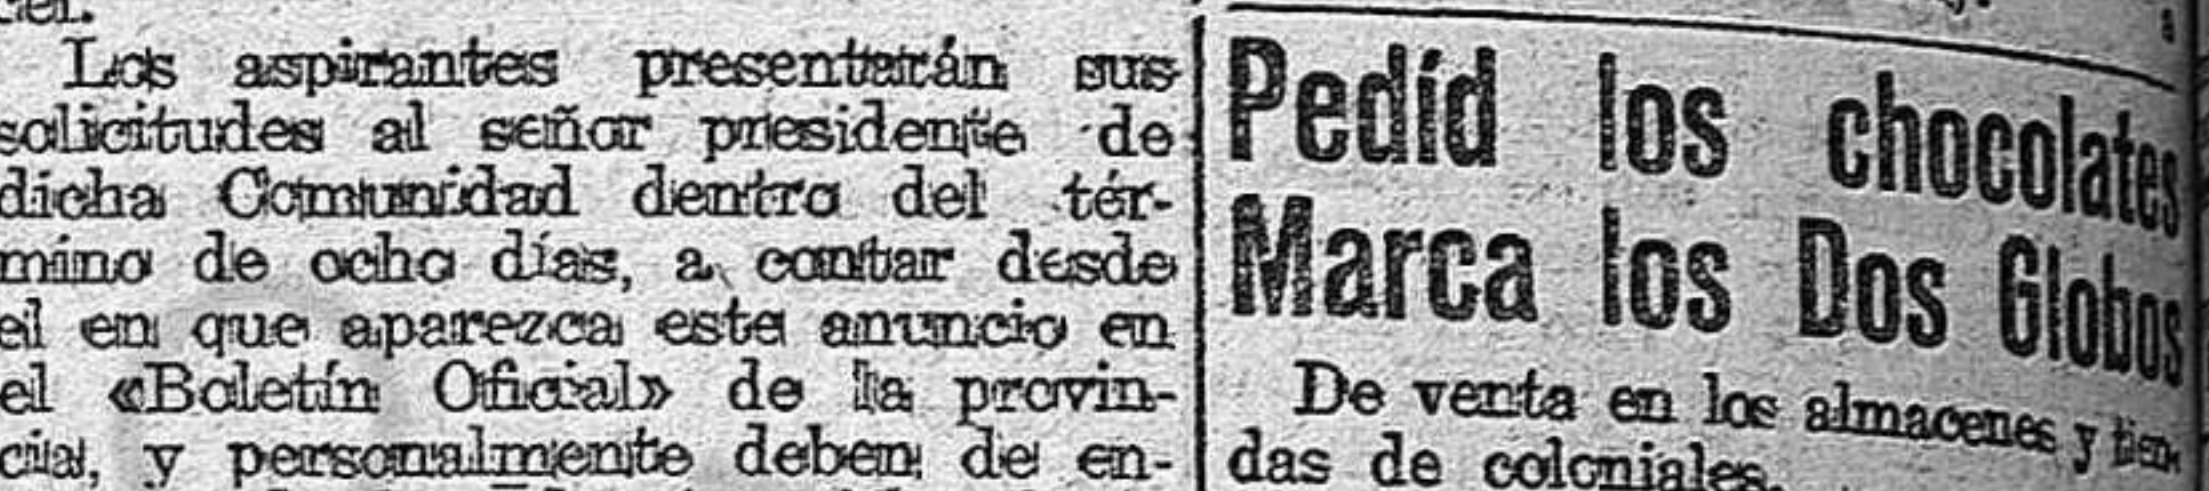 Los aspirantes presentarán sus
solicitudes al señor presidente de
dicha Comunidad dentro del tér-
mino de ocho días, a contar desde
el en que aparezca este anuncio en
el «Boletín Oficial» de la provin-
cia, y personalmente deben de en-
Pedíd los chocolates
Marca los Dos Globos
De venta en los almacenes y tien-
das de coloniales.